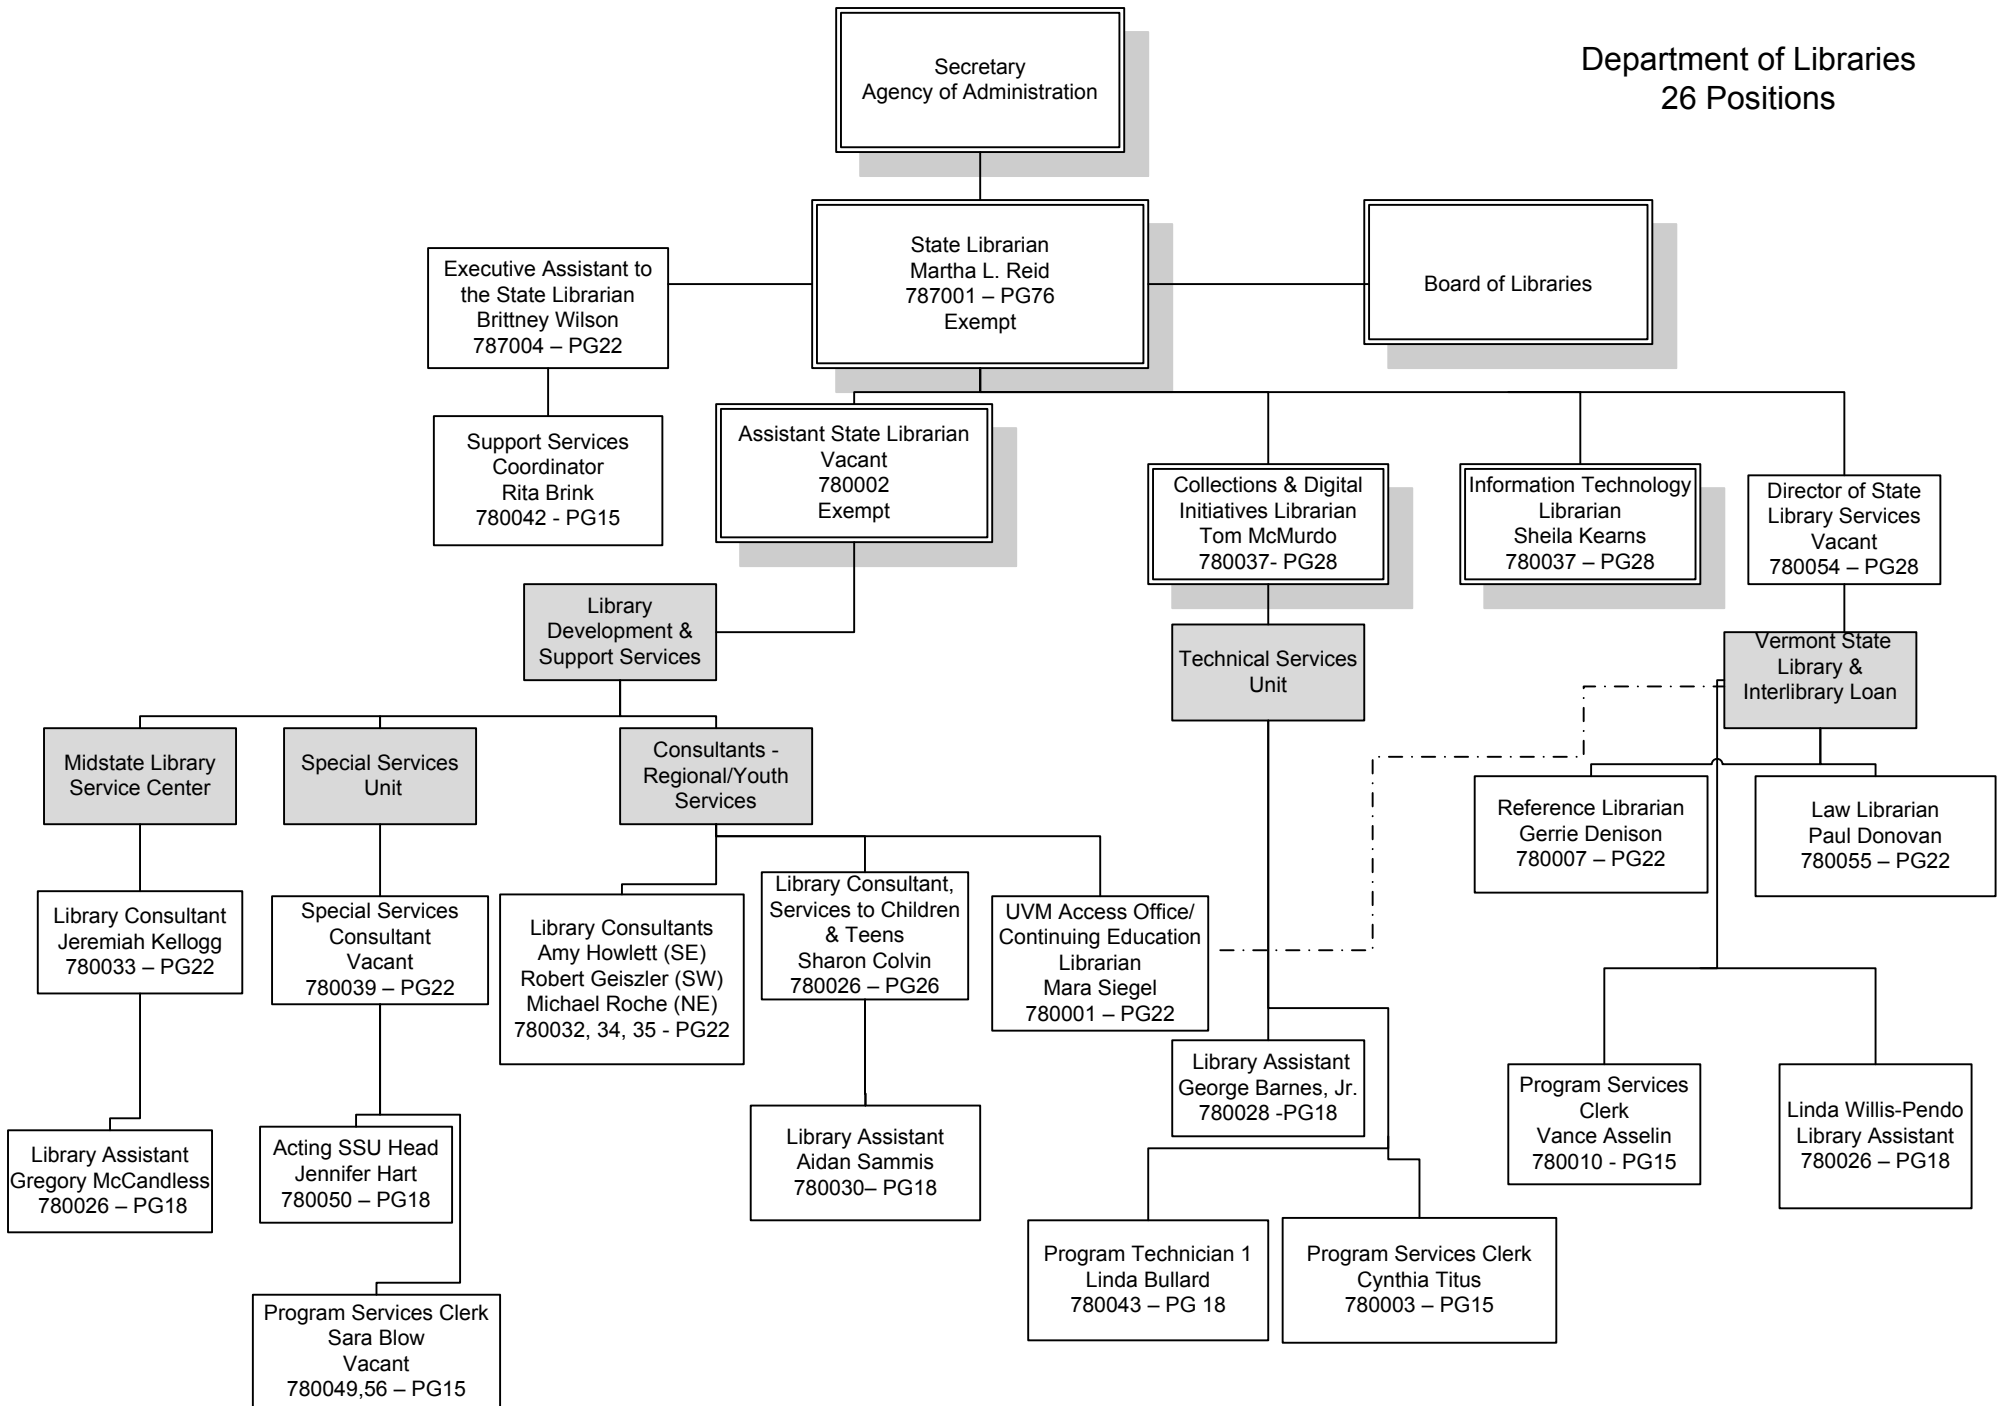 Department of Libraries
26 Positions
Secretary
Agency of Administration
State Librarian
Martha L. Reid
787001 – PG76
Exempt
Board of Libraries
Executive Assistant to
the State Librarian
Brittney Wilson
787004 – PG22
Support Services
Coordinator
Rita Brink
780042 - PG15
Assistant State Librarian
Vacant
780002
Exempt
Collections & Digital
Initiatives Librarian
Tom McMurdo
780037- PG28
Information Technology
Librarian
Sheila Kearns
780037 – PG28
Director of State
Library Services
Vacant
780054 – PG28
Library
Development &
Support Services
Technical Services
Unit
Vermont State
Library &
Interlibrary Loan
Midstate Library
Service Center
Special Services
Unit
Consultants -
Regional/Youth
Services
Reference Librarian
Gerrie Denison
780007 – PG22
Law Librarian
Paul Donovan
780055 – PG22
Library Consultant
Jeremiah Kellogg
780033 – PG22
Special Services
Consultant
Vacant
780039 – PG22
Library Consultants
Amy Howlett (SE)
Robert Geiszler (SW)
Michael Roche (NE)
780032, 34, 35 - PG22
Library Consultant,
Services to Children
& Teens
Sharon Colvin
780026 – PG26
UVM Access Office/
Continuing Education
Librarian
Mara Siegel
780001 – PG22
Library Assistant
George Barnes, Jr.
780028 -PG18
Program Services
Clerk
Vance Asselin
780010 - PG15
Linda Willis-Pendo
Library Assistant
780026 – PG18
Library Assistant
Gregory McCandless
780026 – PG18
Acting SSU Head
Jennifer Hart
780050 – PG18
Library Assistant
Aidan Sammis
780030– PG18
Program Technician 1
Linda Bullard
780043 – PG 18
Program Services Clerk
Cynthia Titus
780003 – PG15
Program Services Clerk
Sara Blow
Vacant
780049,56 – PG15